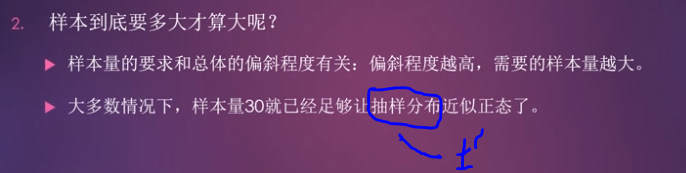 2. 样本到底要多大才算大呢？
▶ 样本量的要求和总体的偏斜程度有关：偏斜程度越高，需要的样本量越大。
▶ 大多数情况下，样本量30就已经足够让抽样分布近似正态了。